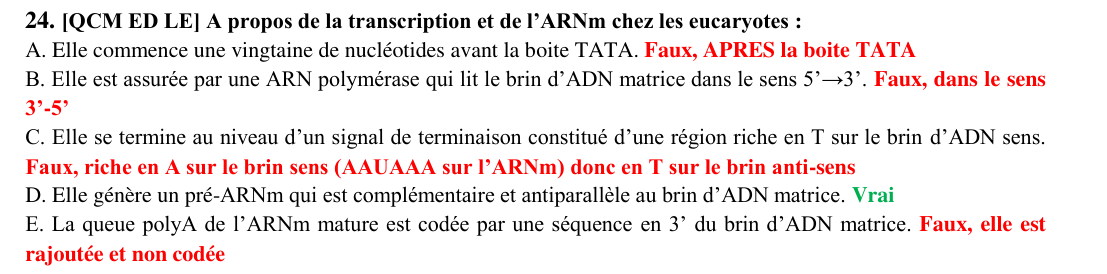 24. [QCM ED LE] A propos de la transcription et de l’ARNm chez les eucaryotes :
A. Elle commence une vingtaine de nucléotides avant la boite TATA. Faux, APRES la boite TATA
B. Elle est assurée par une ARN polymérase qui lit le brin d’ADN matrice dans le sens 5’→3’. Faux, dans le sens
3’-5’
C. Elle se termine au niveau d’un signal de terminaison constitué d’une région riche en T sur le brin d’ADN sens.
Faux, riche en A sur le brin sens (AAUAAA sur l’ARNm) donc en T sur le brin anti-sens
D. Elle génère un pré-ARNm qui est complémentaire et antiparallèle au brin d’ADN matrice. Vrai
E. La queue polyA de l’ARNm mature est codée par une séquence en 3’ du brin d’ADN matrice. Faux, elle est
rajoutée et non codée